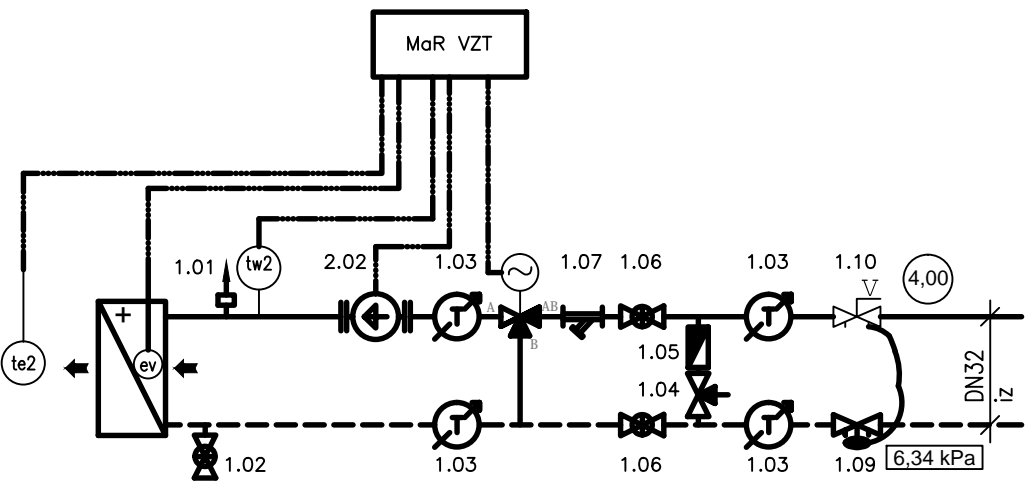 MaR VZT
1.01
tw2
2.02
1.03
1.07
1.06
1.03
1.10
4,00
V
A
AB
B
T
T
+
te2
ev
1.05
1.04
DN32
iz
T
T
1.02
1.03
1.06
1.03
1.09
6,34 kPa